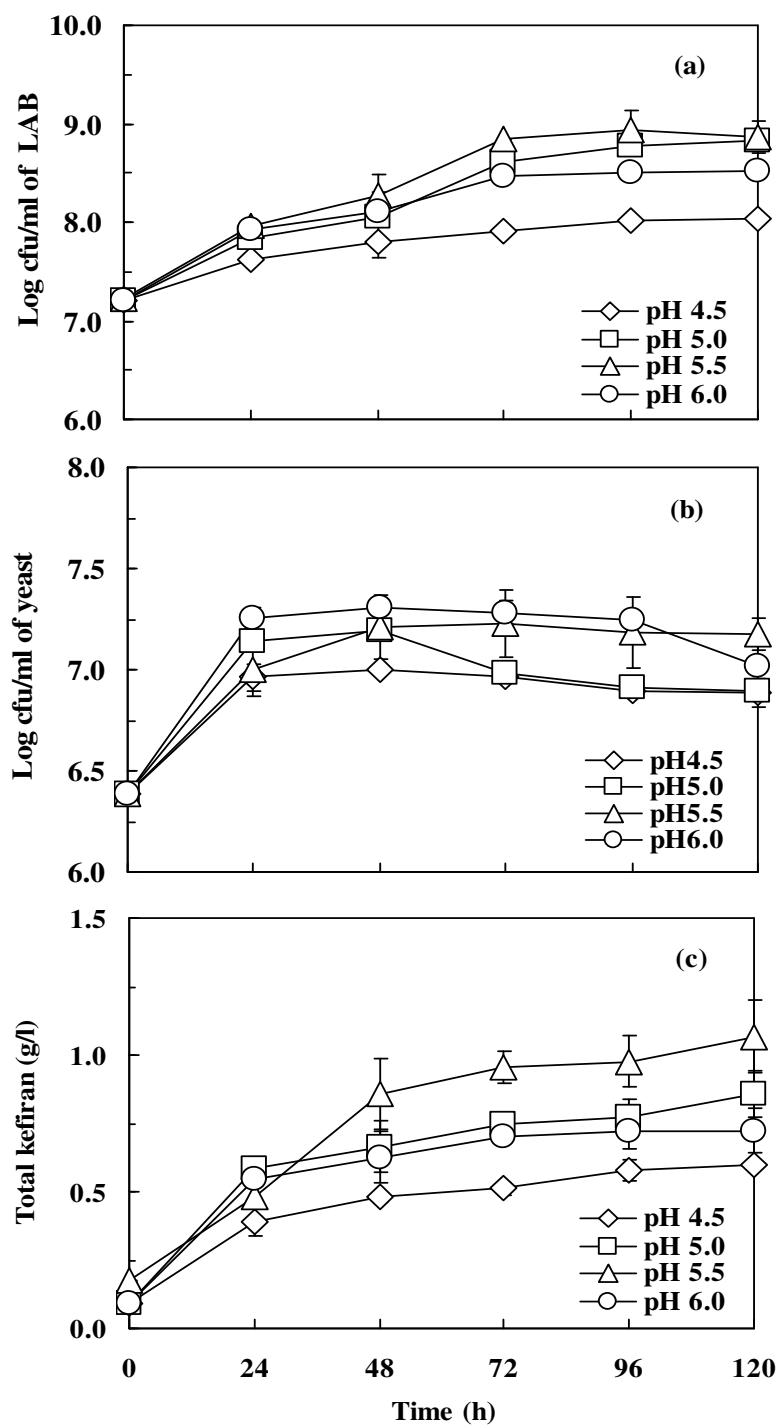 10.0
(a)
9.0
8.0
7.0
6.0
Log cfu/ml of LAB
pH 4.5
pH 5.0
pH 5.5
pH 6.0
8.0
(b)
7.5
7.0
6.5
6.0
Log cfu/ml of yeast
pH4.5
pH5.0
pH5.5
pH6.0
1.5
(c)
1.0
0.5
0.0
Total kefiran (g/l)
pH 4.5
pH 5.0
pH 5.5
pH 6.0
0 24 48 72 96 120
Time (h)